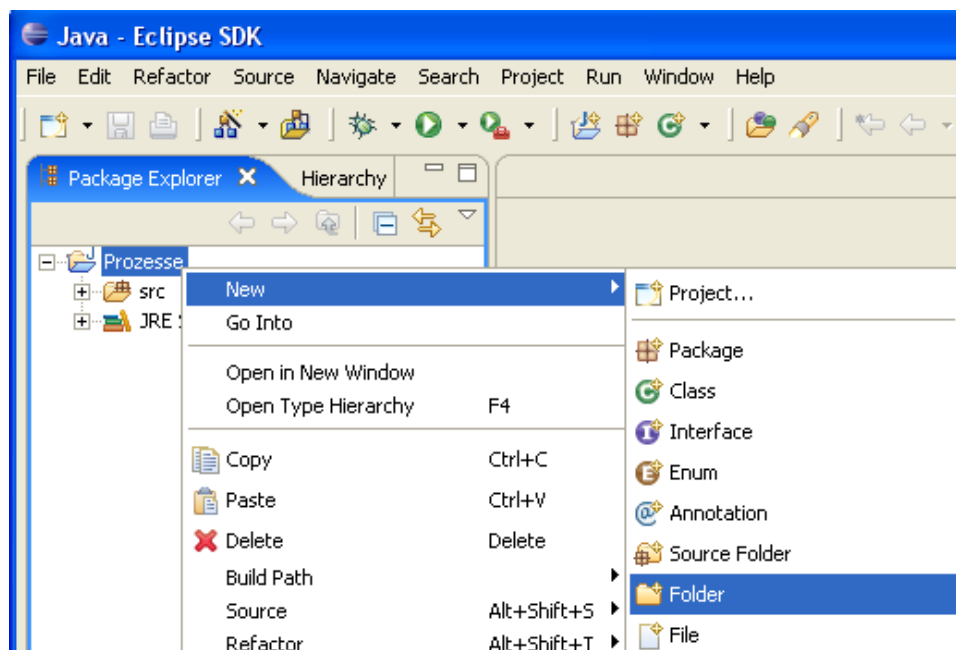 Java - Eclipse SDK
File Edit Refactor Source Navigate Search Project Run Window Help
Package Explorer Hierarchy
Prozesse
src
JRE
New
Go Into
Open in New Window
Open Type Hierarchy F4
Copy Ctrl+C
Paste Ctrl+V
Delete Delete
Build Path
Source Alt+Shift+S
Refactor Alt+Shift+T
Project...
Package
Class
Interface
Enum
Annotation
Source Folder
Folder
File